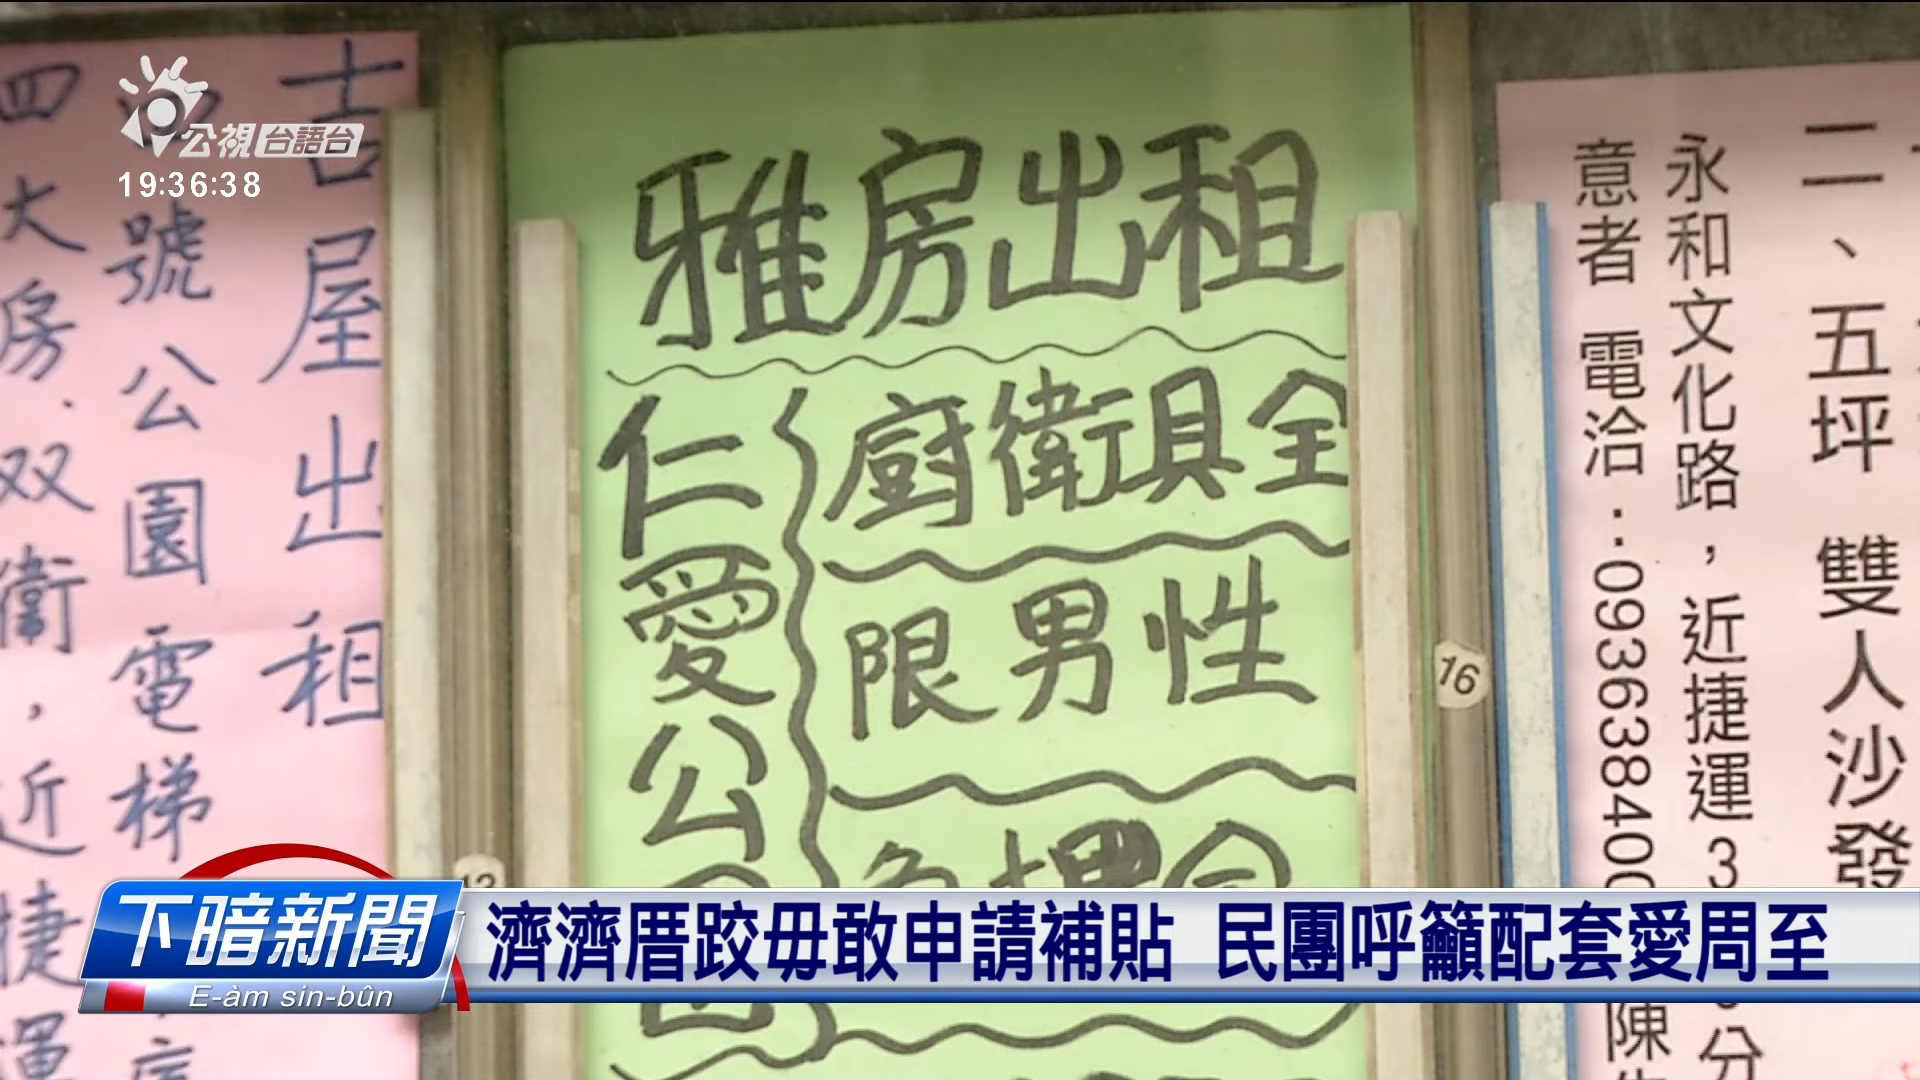 公視台語台
19:36:38
吉屋出租
號公園電梯
四大房.双衛,近捷運
雅房出租
廚衛具全
限男性
仁愛公
16
二、五坪 雙人沙發
永和文化路,近捷運3
意者 電洽:093638400
陳
分
下暗新聞
E-àm sin-bûn
濟濟厝跤毋敢申請補貼 民團呼籲配套愛周至